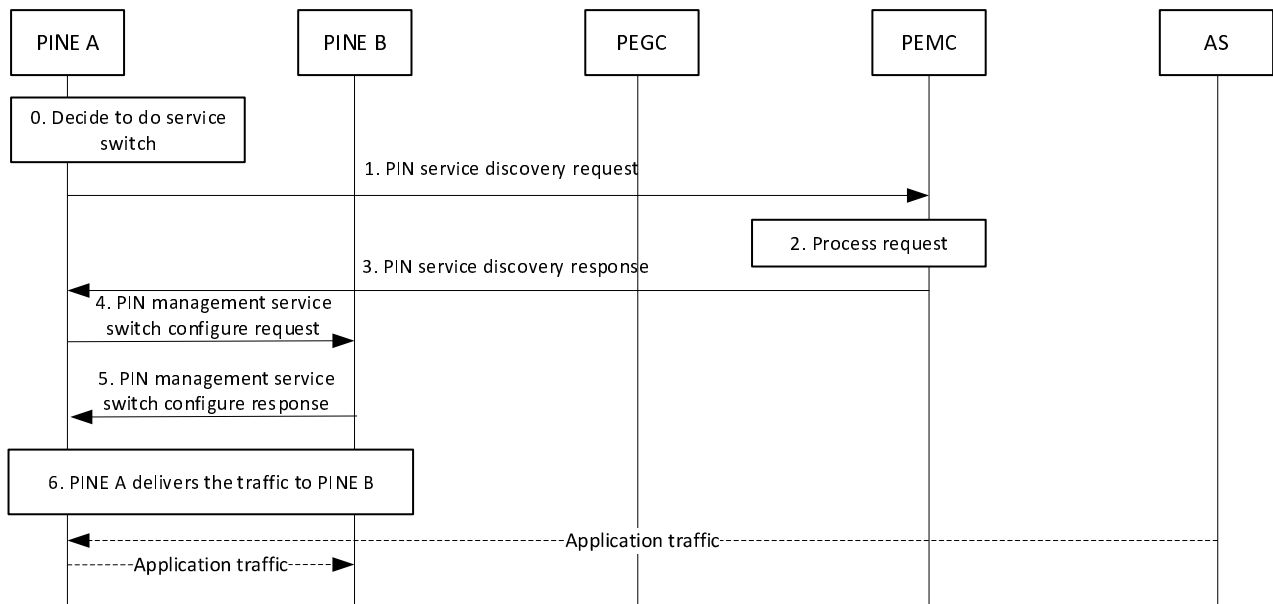 PINE A
PINE B
PEGC
PEMC
AS
0. Decide to do service
switch
1. PIN service discovery request
2. Process request
3. PIN service discovery response
4. PIN management service
switch configure request
5. PIN management service
switch configure response
6. PINE A delivers the traffic to PINE B
Application traffic
Application traffic